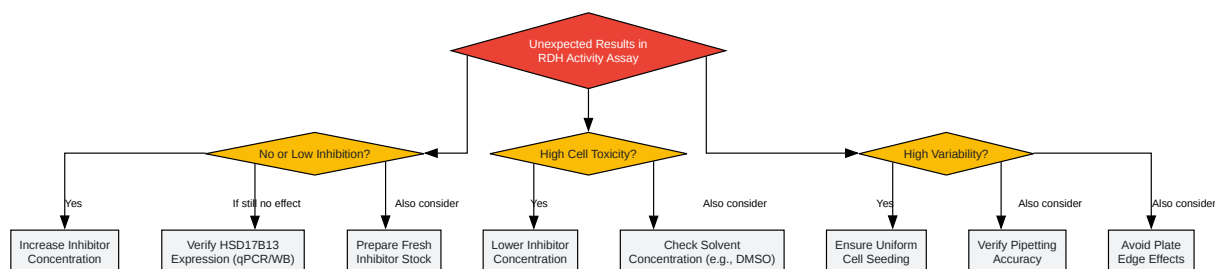 Unexpected Results in
RDH Activity Assay
No or Low Inhibition?
High Cell Toxicity?
High Variability?
Yes
If still no effect
Also consider
Yes
Also consider
Yes
Also consider
Also consider
Increase Inhibitor
Concentration
Verify HSD17B13
Expression (qPCR/WB)
Prepare Fresh
Inhibitor Stock
Lower Inhibitor
Concentration
Check Solvent
Concentration (e.g., DMSO)
Ensure Uniform
Cell Seeding
Verify Pipetting
Accuracy
Avoid Plate
Edge Effects